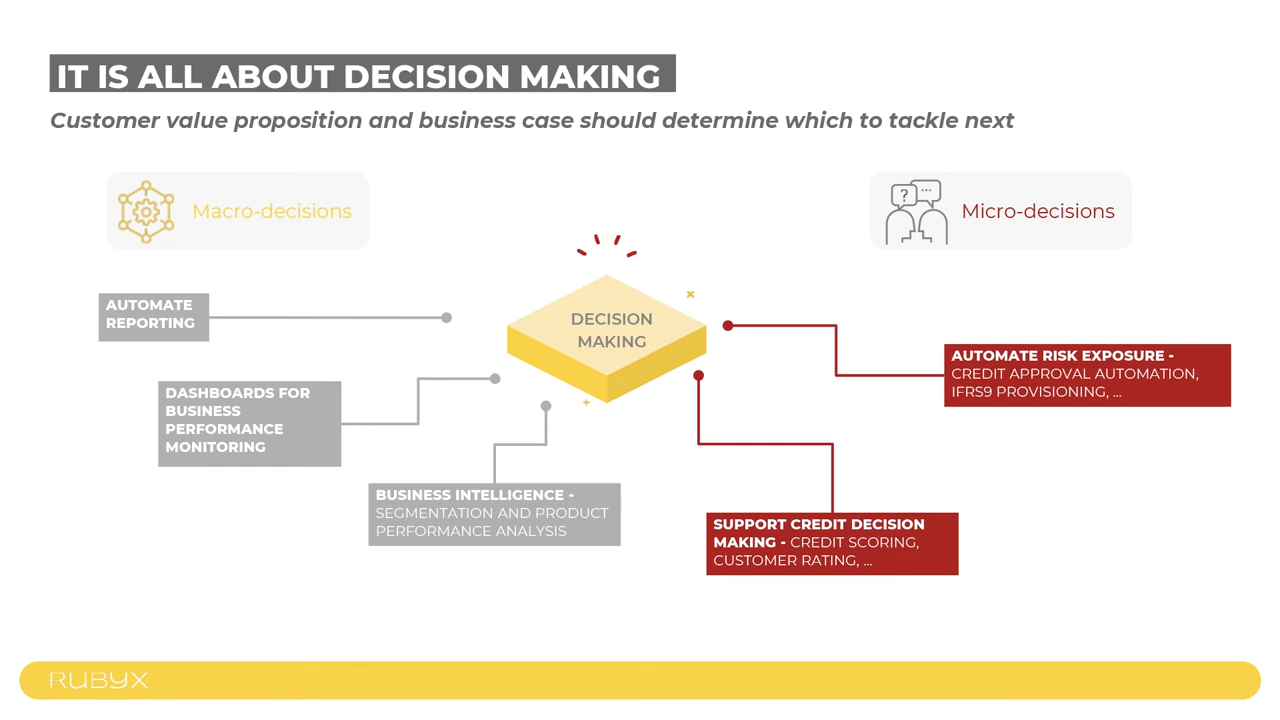 IT IS ALL ABOUT DECISION MAKING
Customer value proposition and business case should determine which to tackle next
Macro-decisions
? ...
Micro-decisions
AUTOMATE
REPORTING
DECISION
MAKING
AUTOMATE RISK EXPOSURE -
CREDIT APPROVAL AUTOMATION,
IFRS9 PROVISIONING, ...
DASHBOARDS FOR
BUSINESS
PERFORMANCE
MONITORING
BUSINESS INTELLIGENCE -
SEGMENTATION AND PRODUCT
PERFORMANCE ANALYSIS
SUPPORT CREDIT DECISION
MAKING - CREDIT SCORING,
CUSTOMER RATING, ...
RUBYX